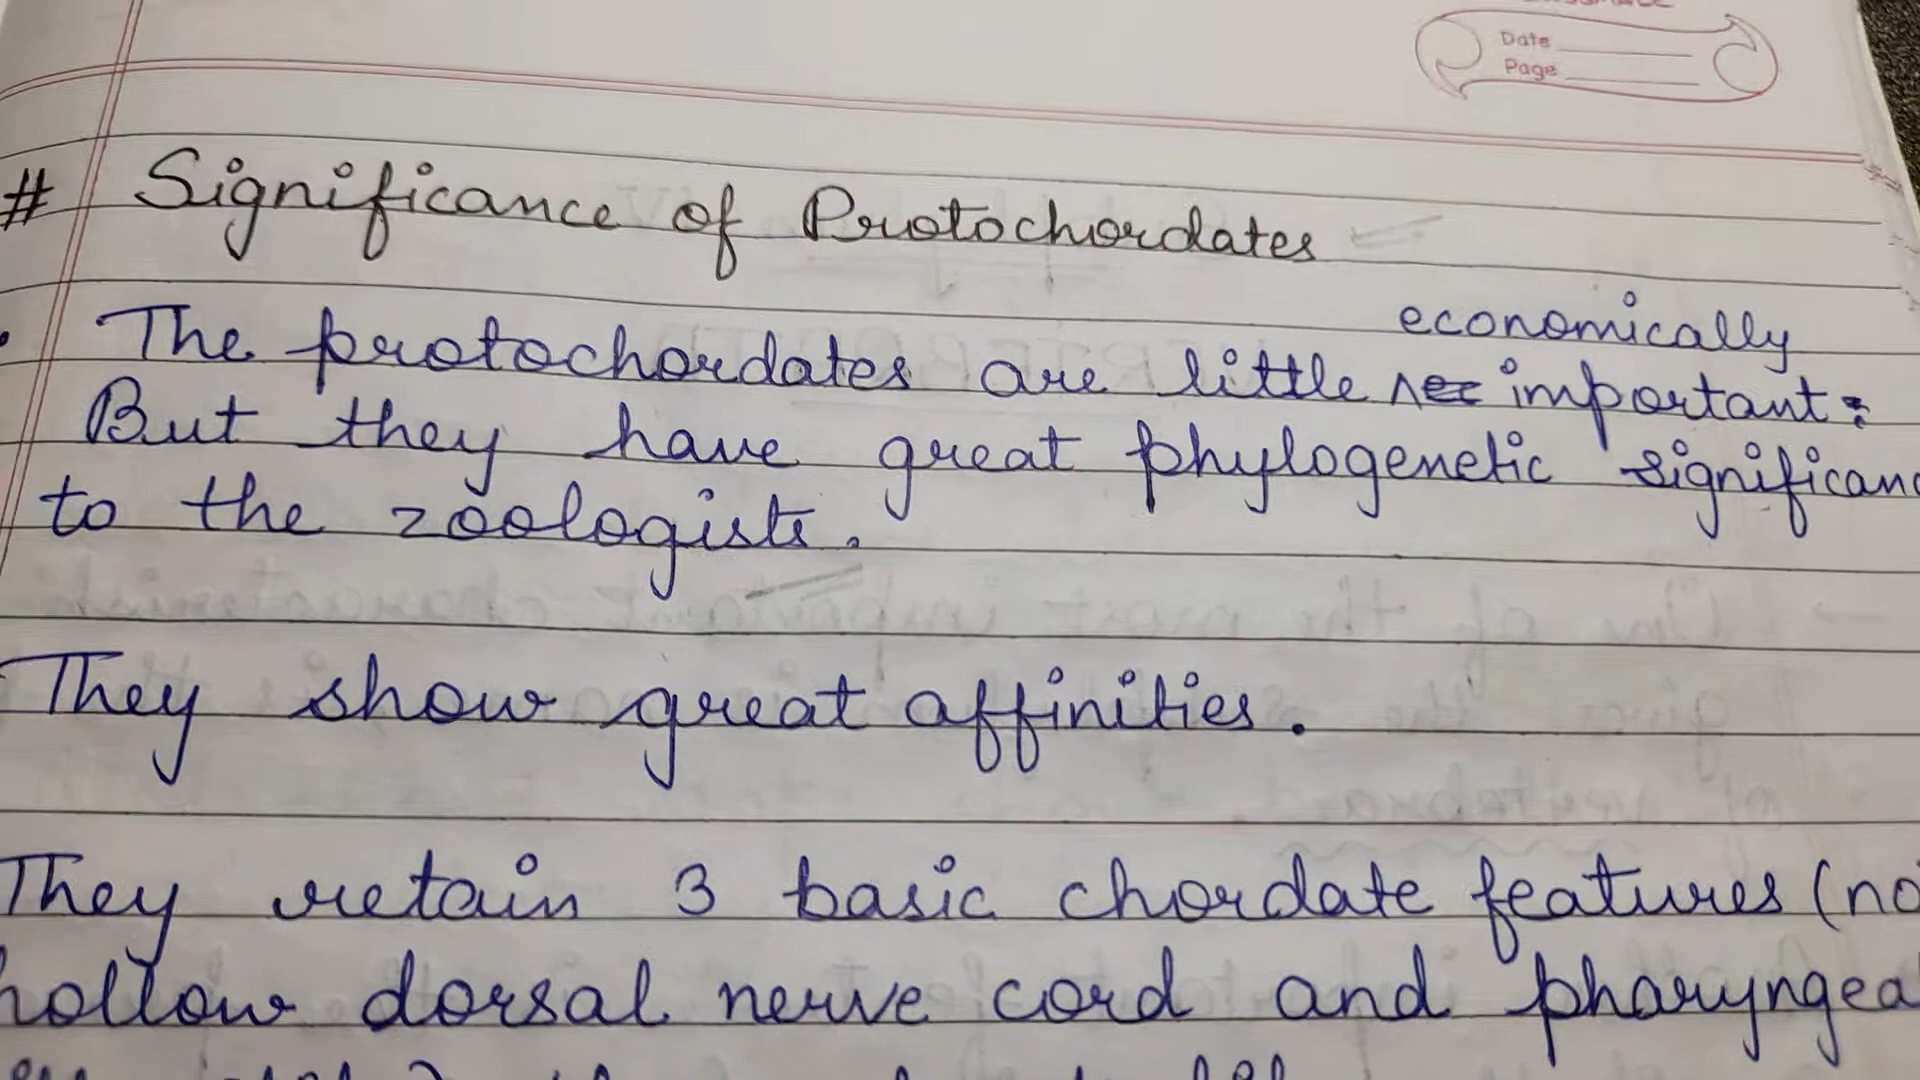 Date
Page
# Significance of Protochordates
economically
. The protochordates are little important.
But they have great phylogenetic significanc
to the zoologists.
They show great affinities.
They retain 3 basic chordate features (no
hollow dorsal nerve cord and pharyngea